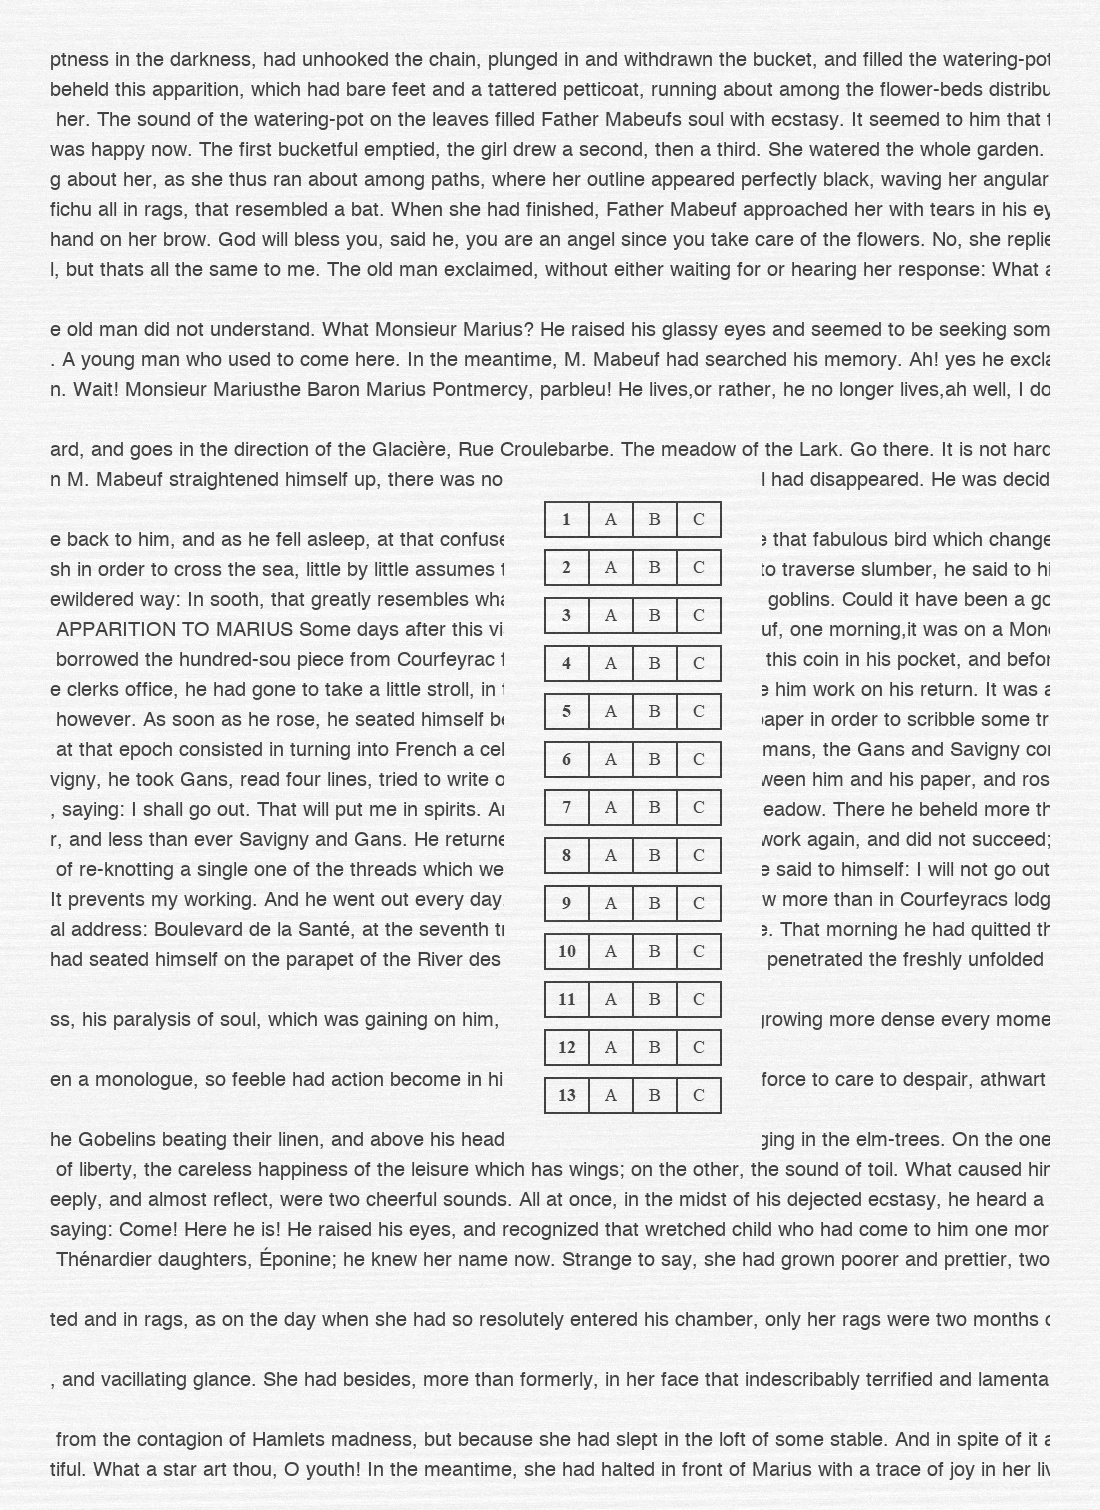 ptness in the darkness, had unhooked the chain, plunged in and withdrawn the bucket, and filled the watering-pot
beheld this apparition, which had bare feet and a tattered petticoat, running about among the flower-beds distribu
her. The sound of the watering-pot on the leaves filled Father Mabeufs soul with ecstasy. It seemed to him that
was happy now. The first bucketful emptied, the girl drew a second, then a third. She watered the whole garden.
g about her, as she thus ran about among paths, where her outline appeared perfectly black, waving her angular
fichu all in rags, that resembled a bat. When she had finished, Father Mabeuf approached her with tears in his ey
hand on her brow. God will bless you, said he, you are an angel since you take care of the flowers. No, she replie
l, but thats all the same to me. The old man exclaimed, without either waiting for or hearing her response: What a
e old man did not understand. What Monsieur Marius? He raised his glassy eyes and seemed to be seeking som
. A young man who used to come here. In the meantime, M. Mabeuf had searched his memory. Ah! yes he excla
n. Wait! Monsieur Mariusthe Baron Marius Pontmercy, parbleu! He lives,or rather, he no longer lives,ah well, I do
ard, and goes in the direction of the Glacière, Rue Croulebarbe. The meadow of the Lark. Go there. It is not hard
n M. Mabeuf straightened himself up, there was no l had disappeared. He was decid
1 A B C
e back to him, and as he fell asleep, at that confuse that fabulous bird which change
2 A B C
sh in order to cross the sea, little by little assumes to traverse slumber, he said to hi
ewildered way: In sooth, that greatly resembles wha goblins. Could it have been a go
3 A B C
APPARITION TO MARIUS Some days after this vi uf, one morning,it was on a Mon
borrowed the hundred-sou piece from Courfeyrac this coin in his pocket, and befor
4 A B C
e clerks office, he had gone to take a little stroll, in e him work on his return. It was a
5 A B C
however. As soon as he rose, he seated himself be paper in order to scribble some tr
at that epoch consisted in turning into French a cel mans, the Gans and Savigny con
6 A B C
vigny, he took Gans, read four lines, tried to write o ween him and his paper, and ros
7 A B C
, saying: I shall go out. That will put me in spirits. An eadow. There he beheld more th
r, and less than ever Savigny and Gans. He returne work again, and did not succeed;
8 A B C
of re-knotting a single one of the threads which we e said to himself: I will not go out
It prevents my working. And he went out every day w more than in Courfeyracs lodg
9 A B C
al address: Boulevard de la Santé, at the seventh tr e. That morning he had quitted th
10 A B C
had seated himself on the parapet of the River des penetrated the freshly unfolded
11 A B C
ss, his paralysis of soul, which was gaining on him, growing more dense every mome
12 A B C
en a monologue, so feeble had action become in hi force to care to despair, athwart
13 A B C
he Gobelins beating their linen, and above his head ging in the elm-trees. On the one
of liberty, the careless happiness of the leisure which has wings; on the other, the sound of toil. What caused him
eeply, and almost reflect, were two cheerful sounds. All at once, in the midst of his dejected ecstasy, he heard a
saying: Come! Here he is! He raised his eyes, and recognized that wretched child who had come to him one mor
Thénardier daughters, Éponine; he knew her name now. Strange to say, she had grown poorer and prettier, two
ted and in rags, as on the day when she had so resolutely entered his chamber, only her rags were two months o
, and vacillating glance. She had besides, more than formerly, in her face that indescribably terrified and lamenta
from the contagion of Hamlets madness, but because she had slept in the loft of some stable. And in spite of it a
tiful. What a star art thou, O youth! In the meantime, she had halted in front of Marius with a trace of joy in her liv